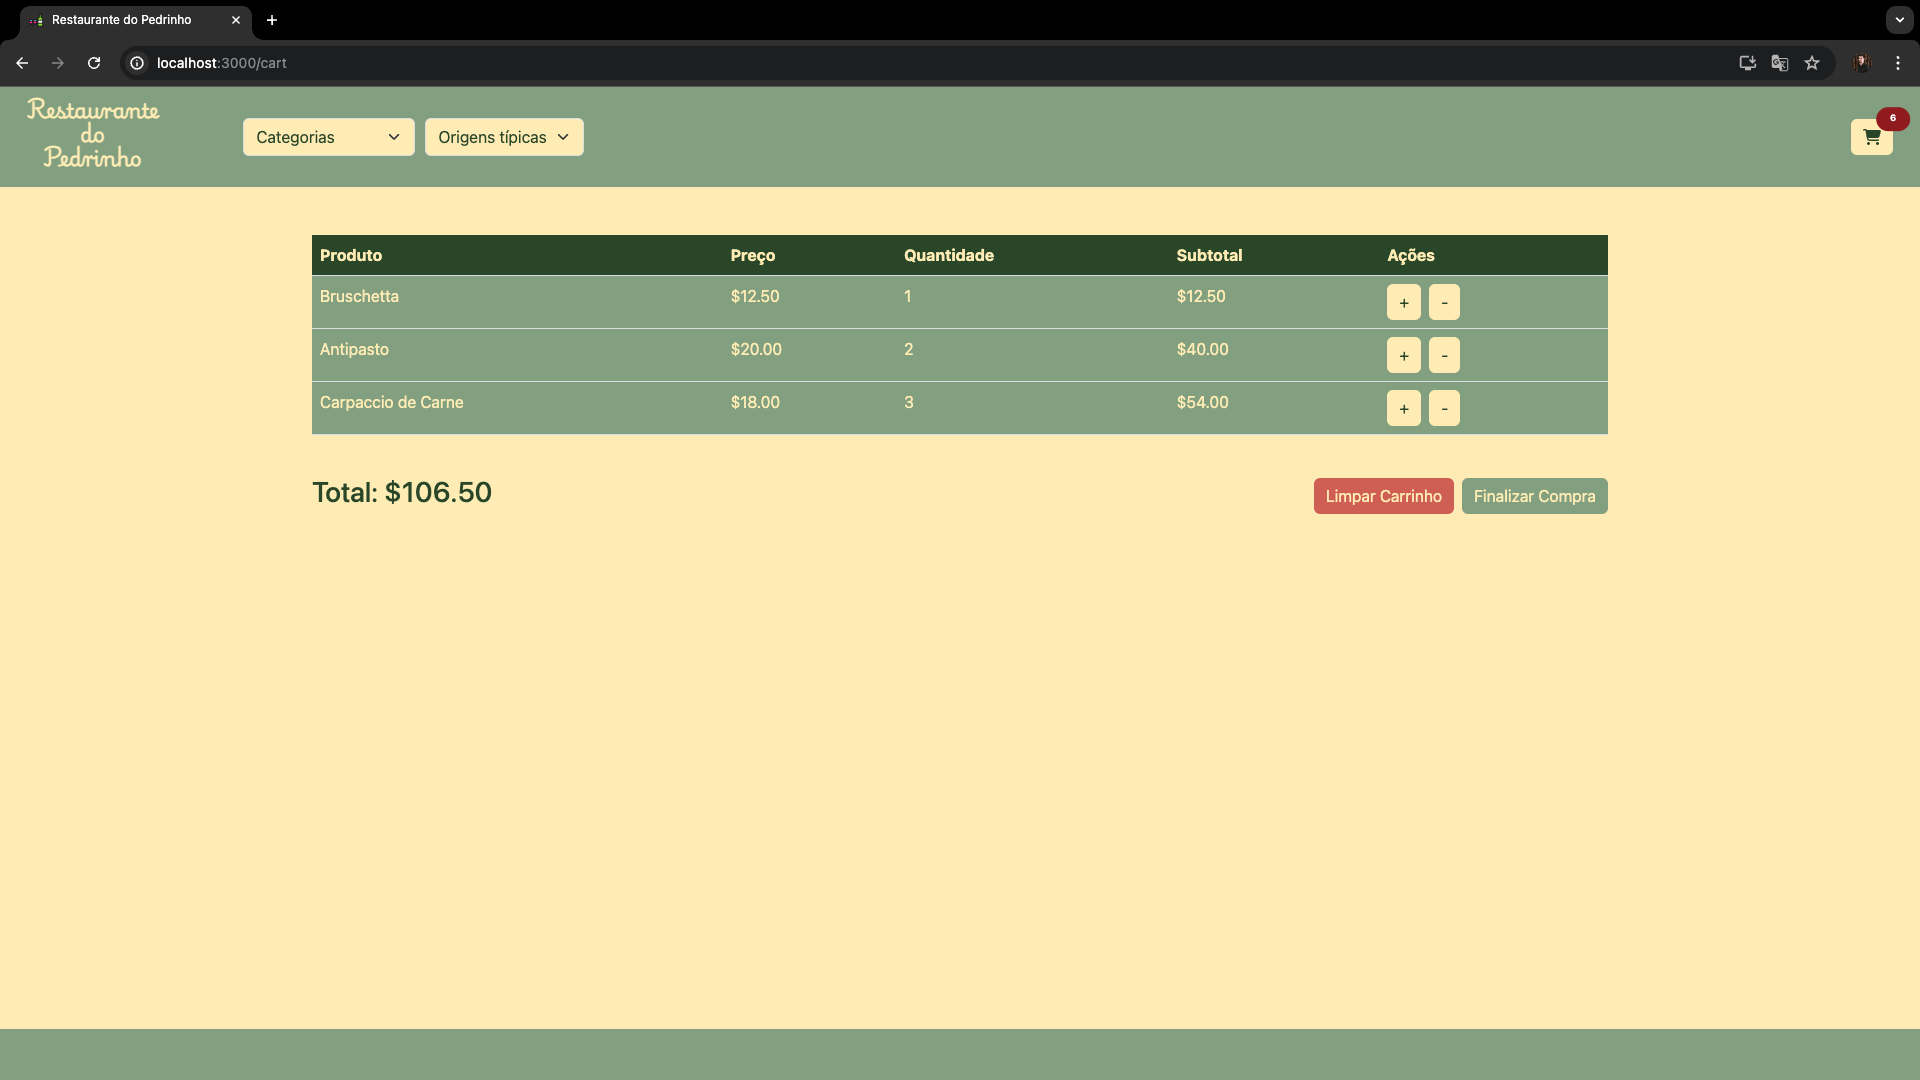 Restaurante do Pedrinho
localhost:3000/cart
Restaurante
do
Pedrinho
Categorias
Origens típicas
6
Produto Preço Quantidade Subtotal Ações
Bruschetta $12.50 1 $12.50 + -
Antipasto $20.00 2 $40.00 + -
Carpaccio de Carne $18.00 3 $54.00 + -
Total: $106.50
Limpar Carrinho
Finalizar Compra